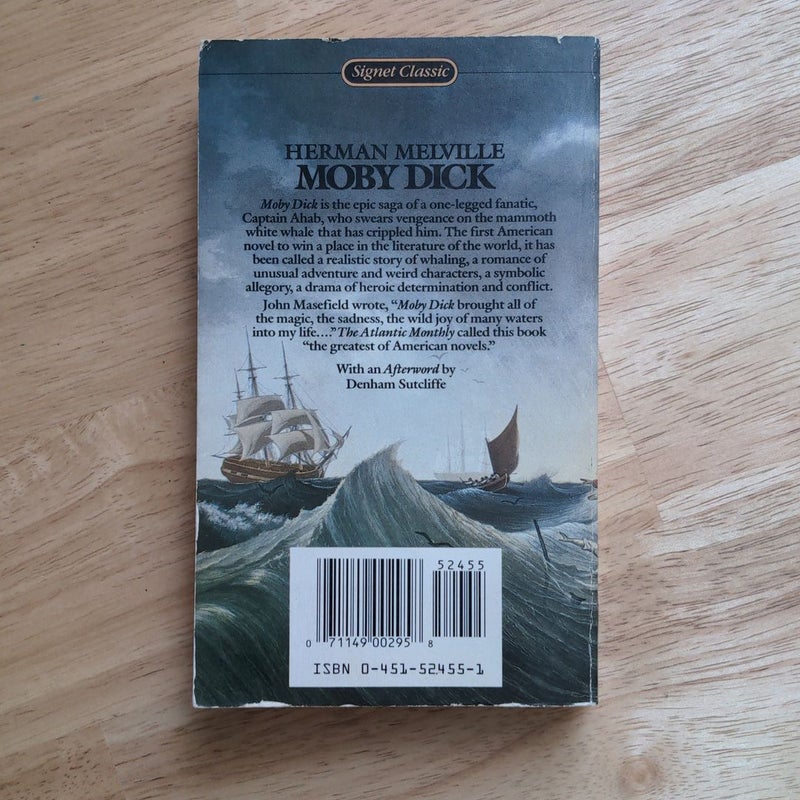 Signet Classic
HERMAN MELVILLE
MOBY DICK
Moby Dick is the epic saga of a one-legged fanatic,
Captain Ahab, who swears vengeance on the mammoth
white whale that has crippled him. The first American
novel to win a place in the literature of the world, it has
been called a realistic story of whaling, a romance of
unusual adventure and weird characters, a symbolic
allegory, a drama of heroic determination and conflict.
John Masefield wrote, “Moby Dick brought all of
the magic, the sadness, the wild joy of many waters
into my life....” The Atlantic Monthly called this book
“the greatest of American novels.”
With an Afterword by
Denham Sutcliffe
52455
0 71149 00295 8
ISBN 0-451-52455-1